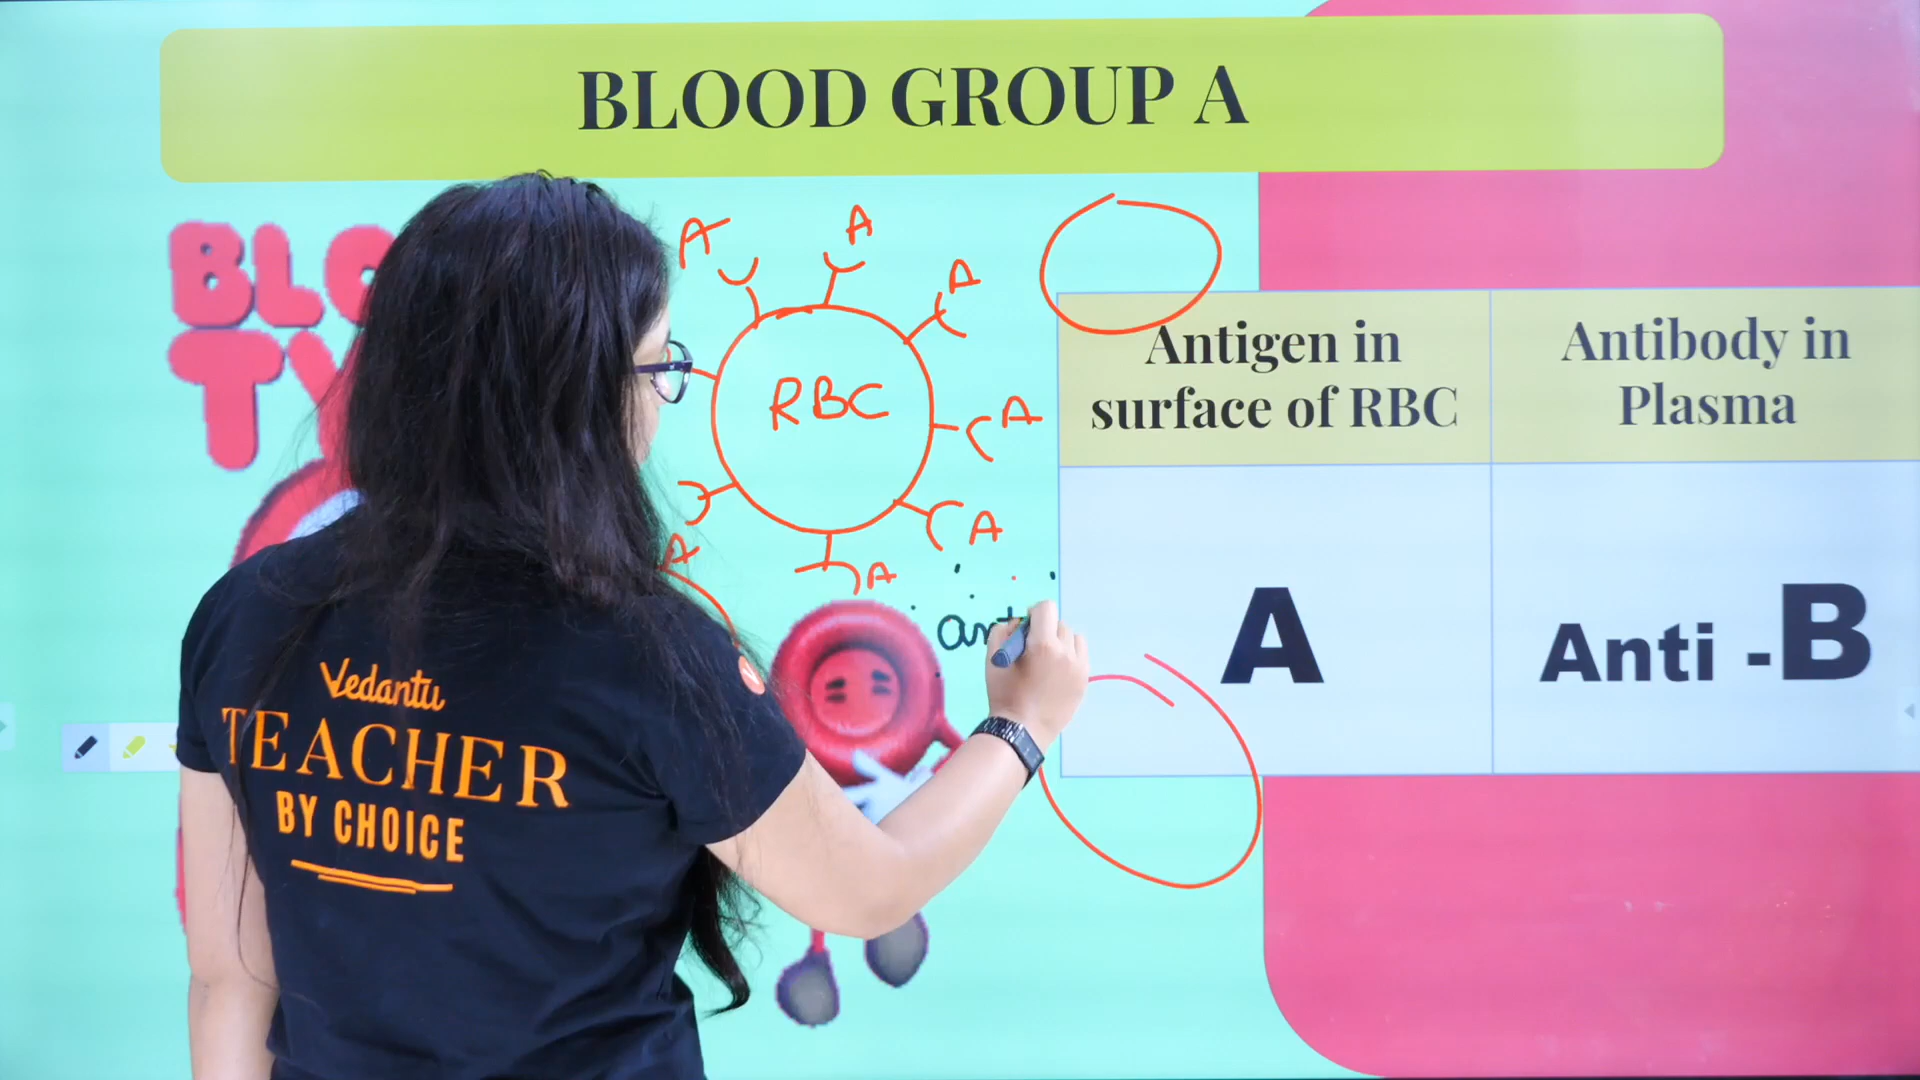 BLOOD GROUP A
A
A
A
A
A
A
A
RBC
Antigen in
surface of RBC
Antibody in
Plasma
A
Anti - B
Vedantu
TEACHER
BY CHOICE